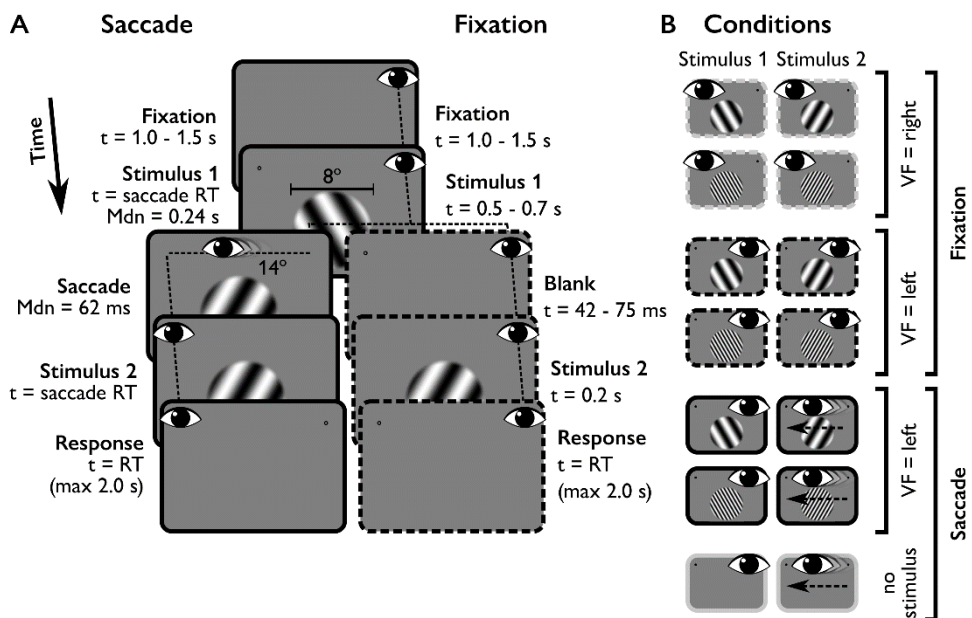 A
Saccade
Fixation
Time
Fixation
t = 1.0 - 1.5 s
Fixation
t = 1.0 - 1.5 s
Stimulus 1
t = saccade RT
Mdn = 0.24 s
8°
Stimulus 1
t = 0.5 - 0.7 s
14°
Saccade
Mdn = 62 ms
Blank
t = 42 - 75 ms
Stimulus 2
t = saccade RT
Stimulus 2
t = 0.2 s
Response
t = RT
(max 2.0 s)
Response
t = RT
(max 2.0 s)
B
Conditions
Stimulus 1 Stimulus 2
VF = right
VF = left
Fixation
VF = left
no
stimulus
Saccade